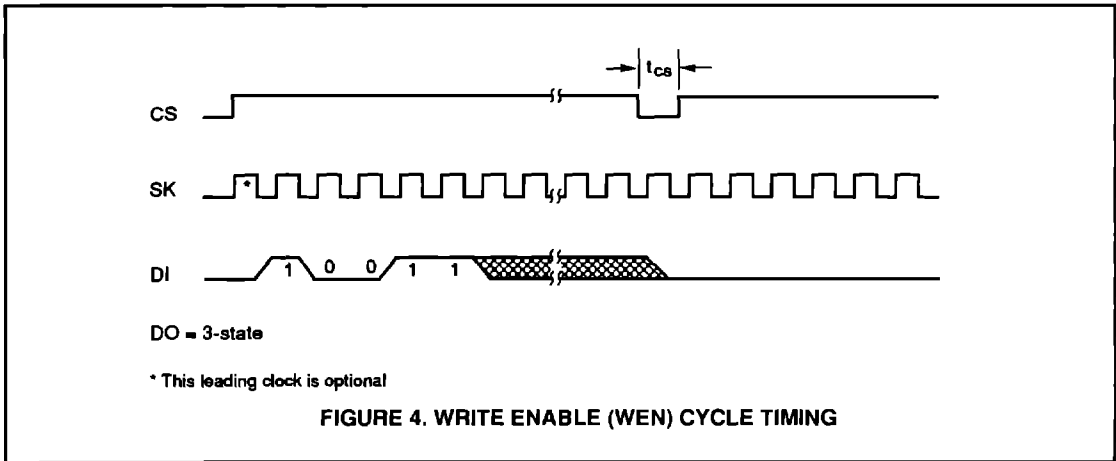 tcs
CS
SK
*
DI 1 0 0 1 1
DO = 3-state
* This leading clock is optional
FIGURE 4. WRITE ENABLE (WEN) CYCLE TIMING